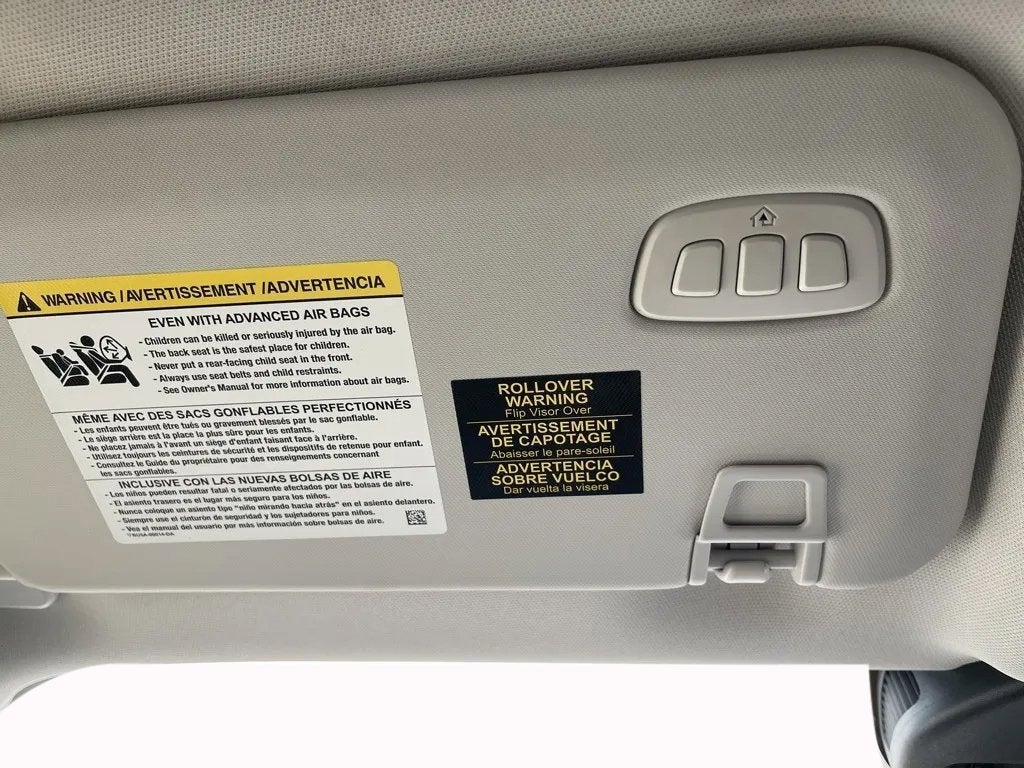 WARNING / AVERTISSEMENT / ADVERTENCIA
EVEN WITH ADVANCED AIR BAGS
- Children can be killed or seriously injured by the air bag.
- The back seat is the safest place for children.
- Never put a rear-facing child seat in the front.
- Always use seat belts and child restraints.
- See Owner's Manual for more information about air bags.
MÊME AVEC DES SACS GONFLABLES PERFECTIONNÉS
- Les enfants peuvent être tués ou gravement blessés par le sac gonflable.
- Le siège arrière est la place la plus sûre pour les enfants.
- Ne placez jamais à l'avant un siège d'enfant faisant face à l'arrière.
- Utilisez toujours les ceintures de sécurité et les dispositifs de retenue pour enfant.
- Consultez le Guide du propriétaire pour des renseignements concernant
les sacs gonflables.
INCLUSIVE CON LAS NUEVAS BOLSAS DE AIRE
- Los niños pueden resultar fatal o seriamente afectados por las bolsas de aire.
- El asiento trasero es el lugar más seguro para los niños.
- Nunca coloque un asiento tipo "niño mirando hacia atrás" en el asiento delantero.
- Siempre use el cinturón de seguridad y los sujetadores para niños.
- Vea el manual del usuario por más información sobre bolsas de aire.
ROLLOVER
WARNING
Flip Visor Over
AVERTISSEMENT
DE CAPOTAGE
Abaisser le pare-soleil
ADVERTENCIA
SOBRE VUELCO
Dar vuelta la visera